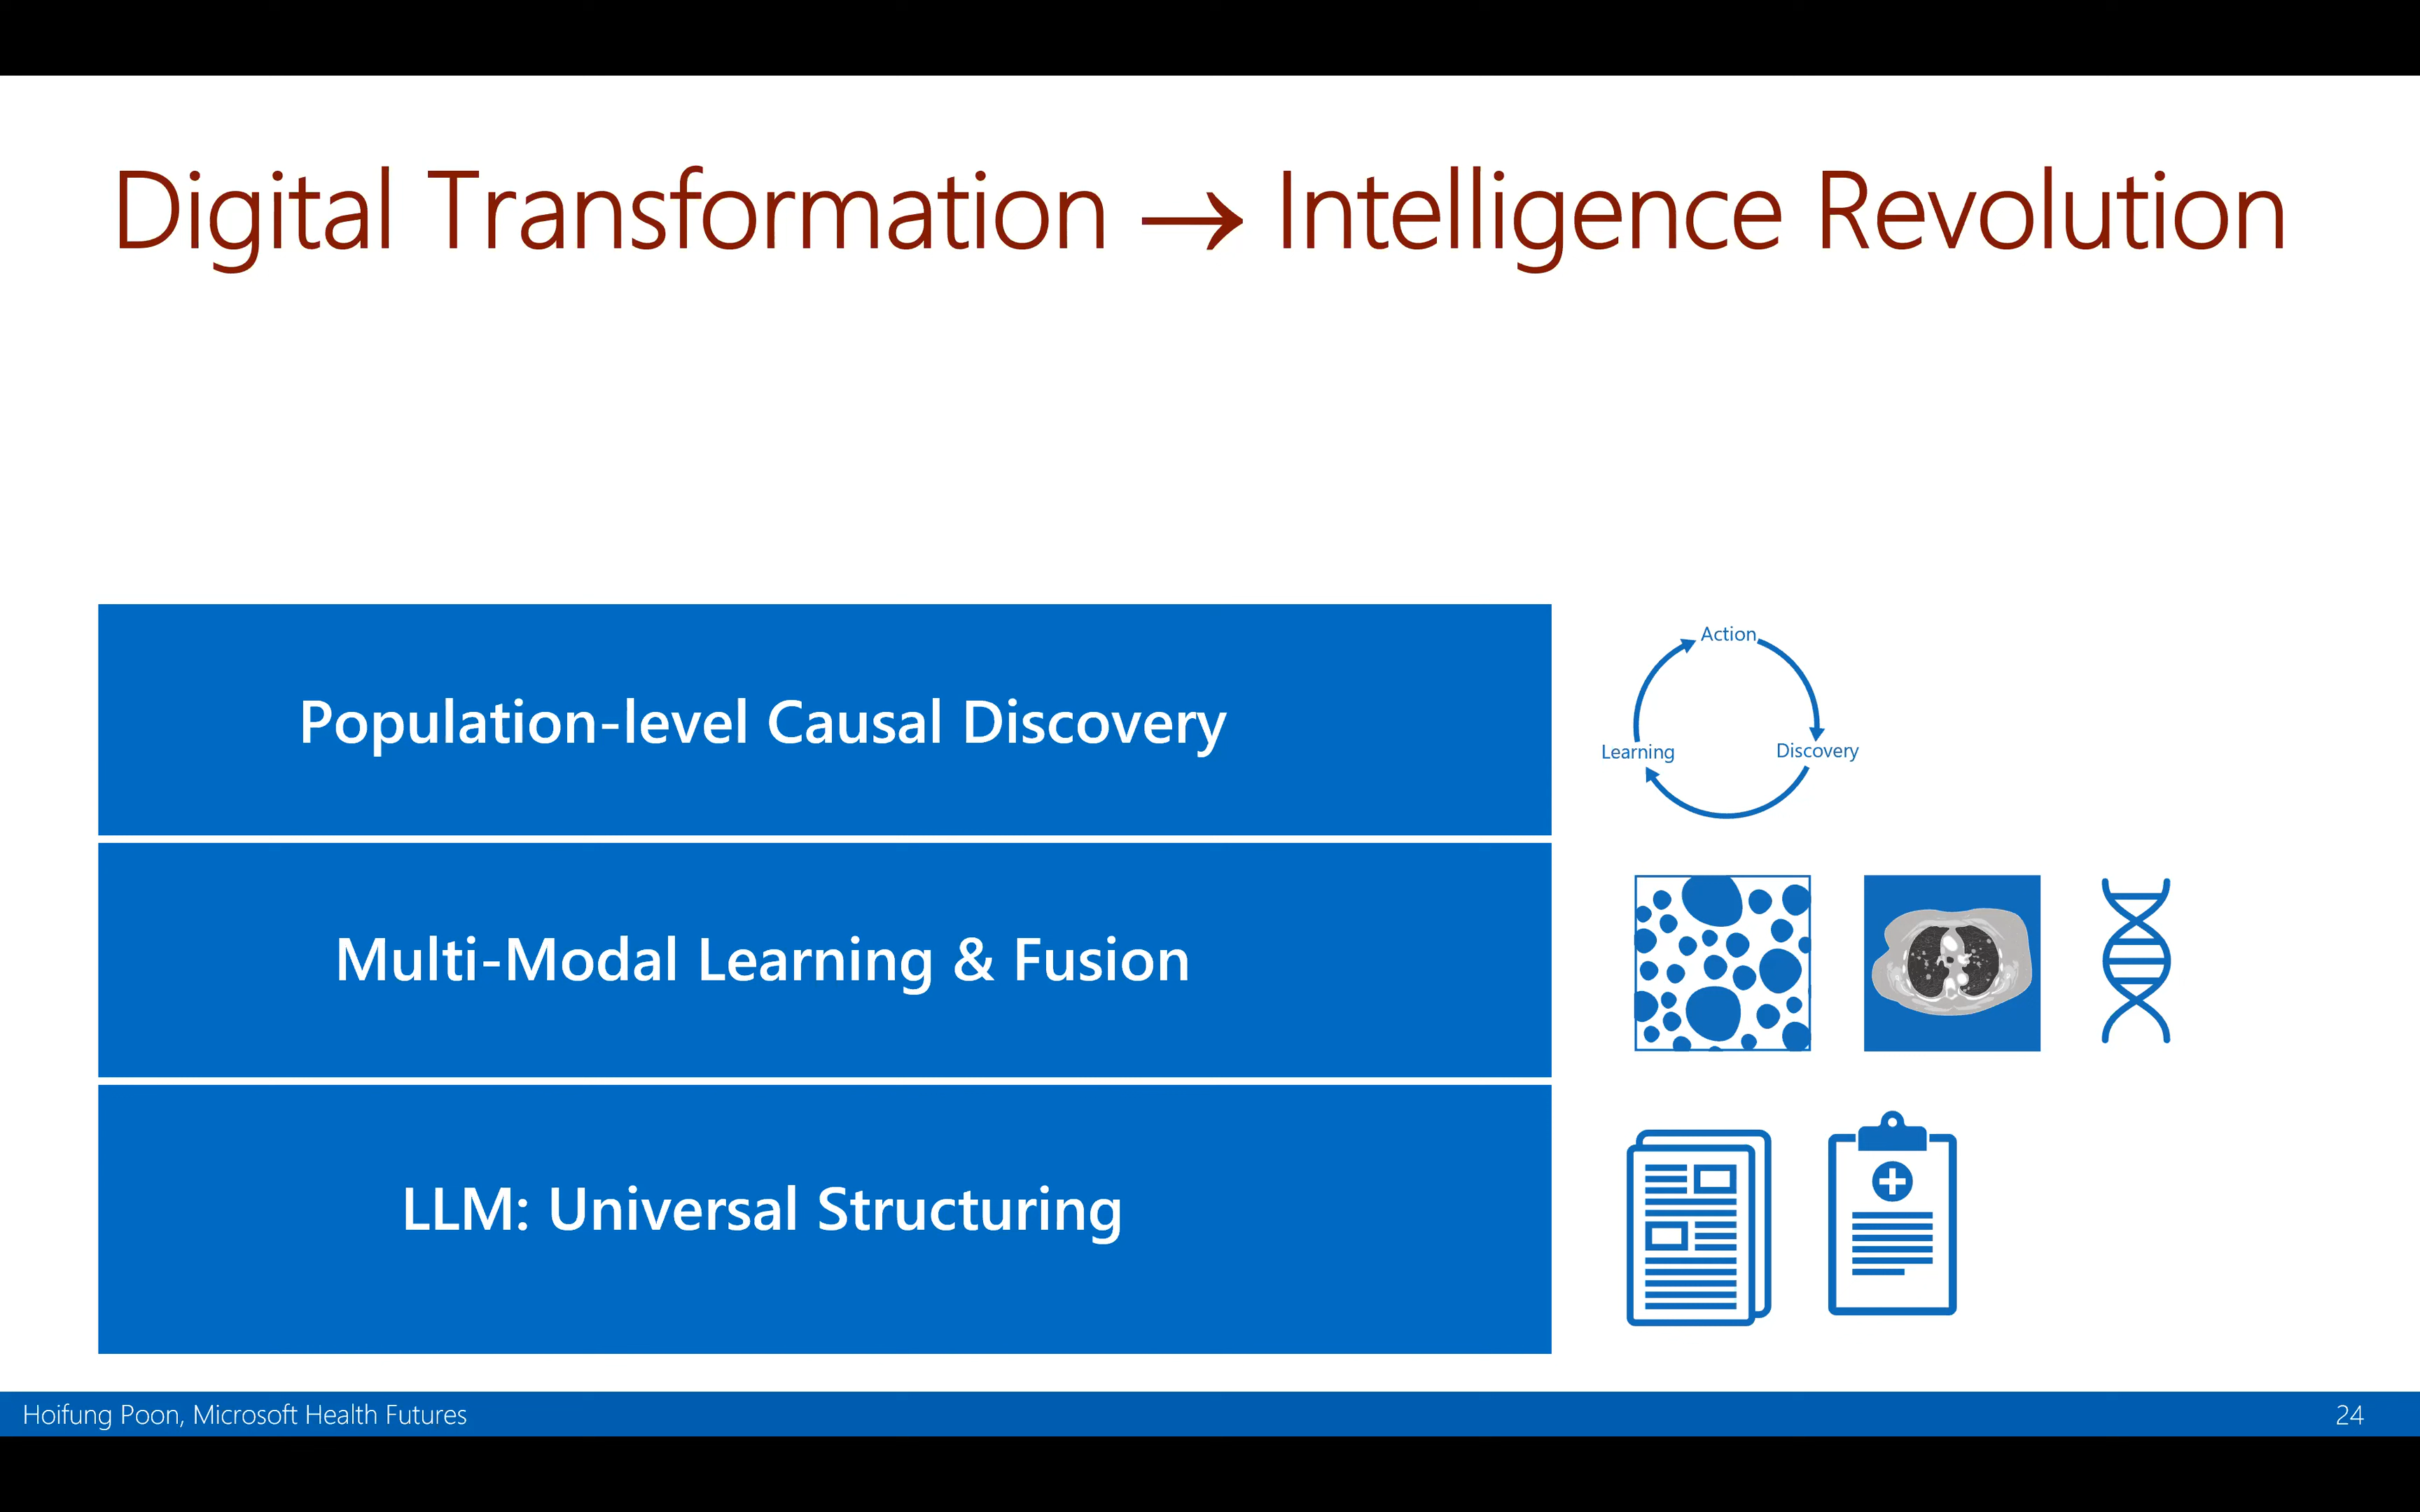 Digital Transformation → Intelligence Revolution
Population-level Causal Discovery
Action
Learning
Discovery
Multi-Modal Learning & Fusion
LLM: Universal Structuring
Hoifung Poon, Microsoft Health Futures
24